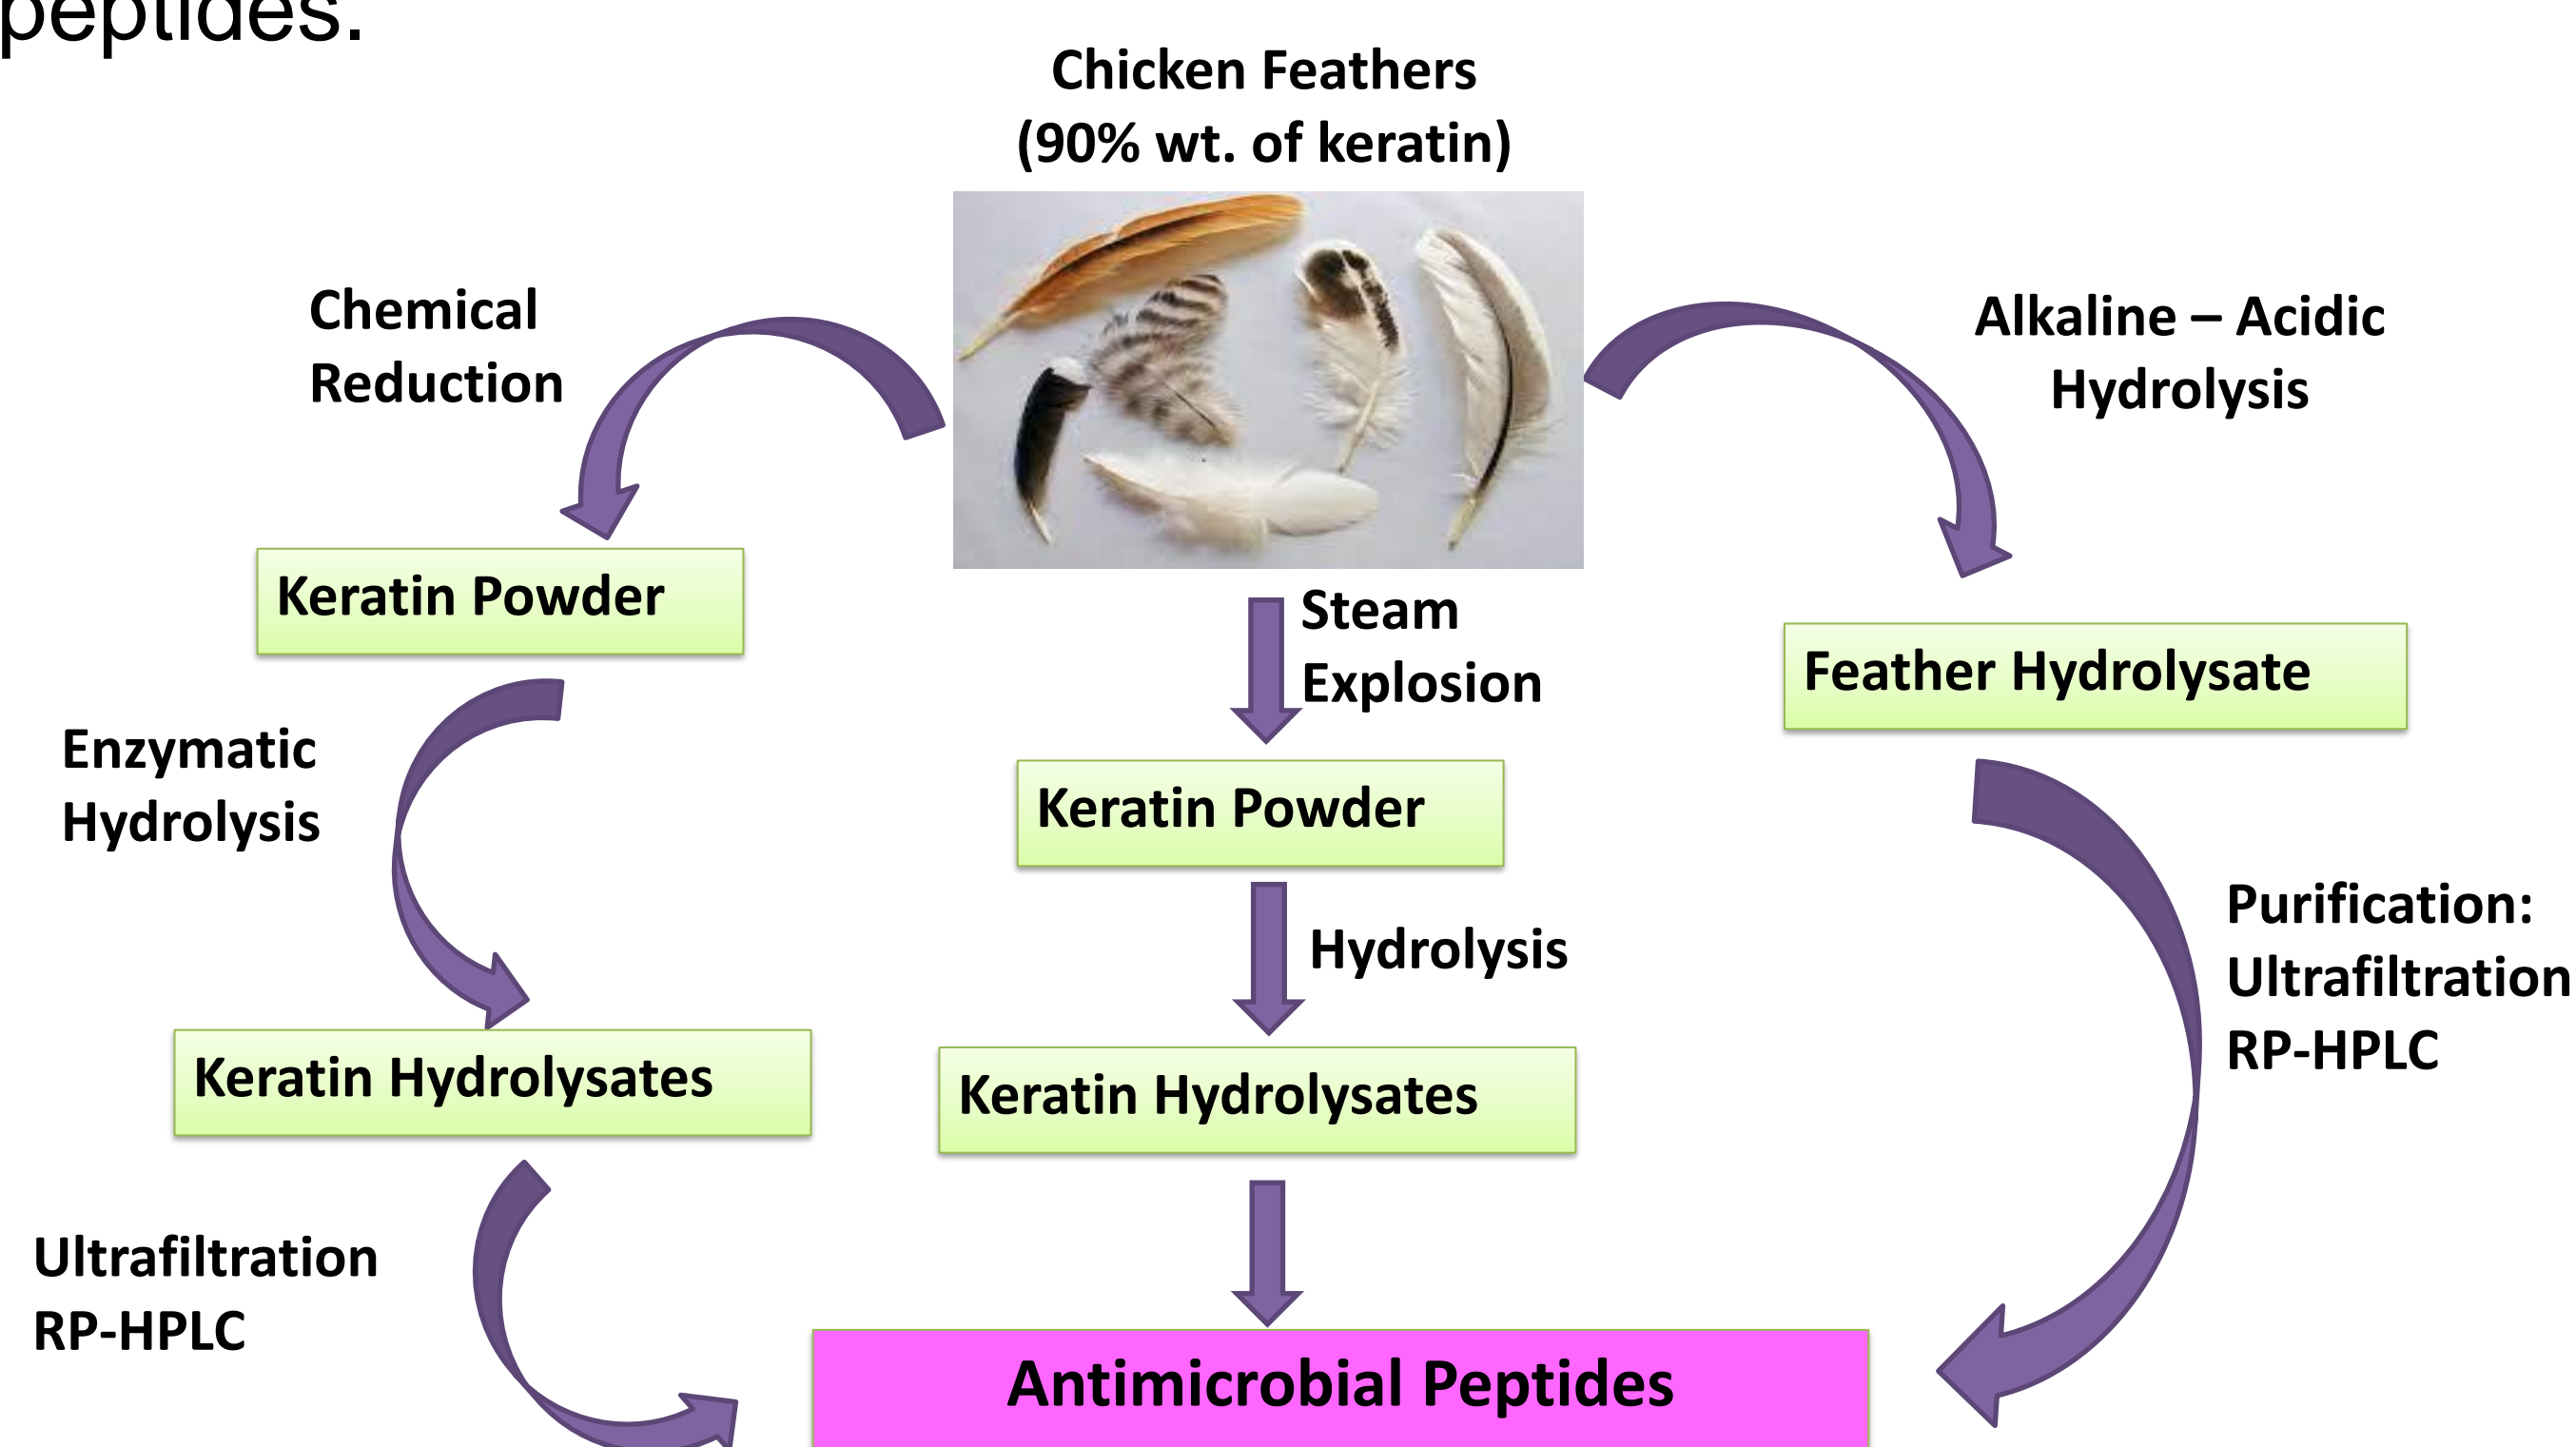 peptides.
Chicken Feathers
(90% wt. of keratin)
Chemical
Reduction
Alkaline – Acidic
Hydrolysis
Keratin Powder
Steam
Explosion
Feather Hydrolysate
Enzymatic
Hydrolysis
Keratin Powder
Purification:
Ultrafiltration
RP-HPLC
Hydrolysis
Keratin Hydrolysates
Keratin Hydrolysates
Ultrafiltration
RP-HPLC
Antimicrobial Peptides